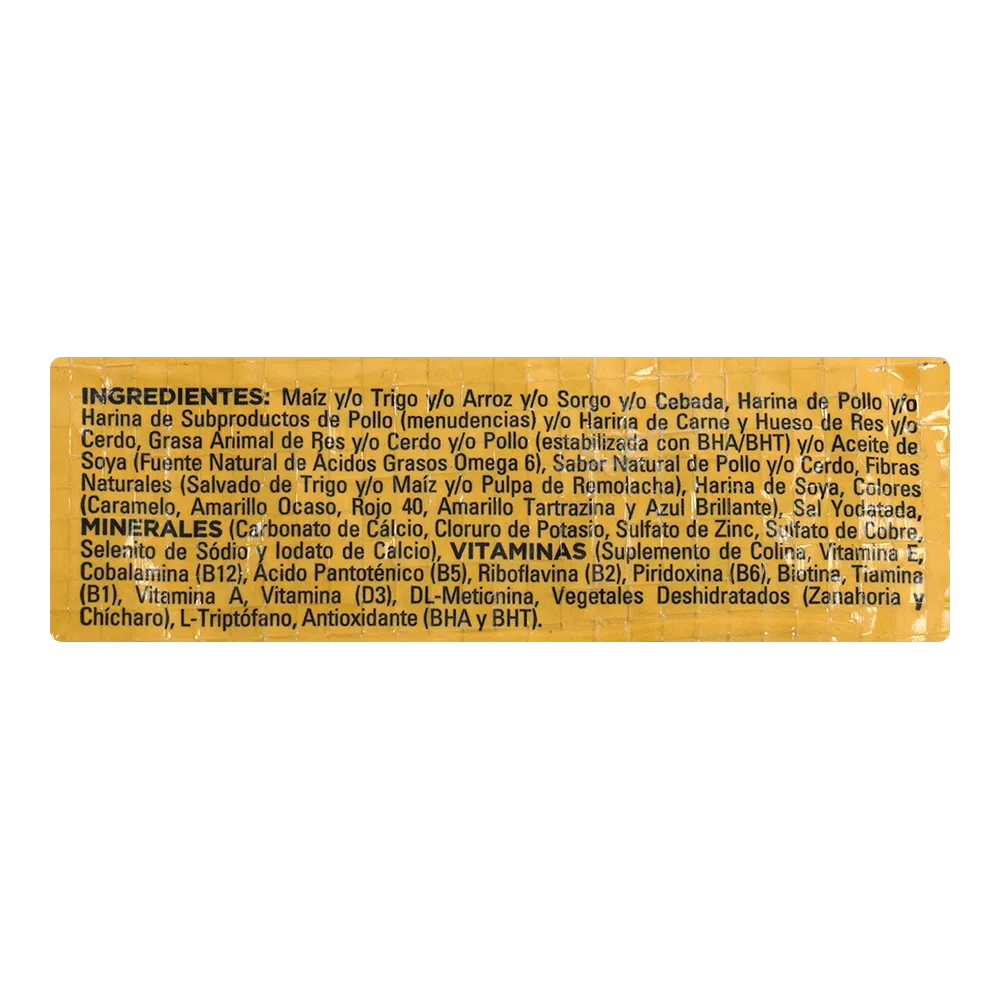 INGREDIENTES: Maíz y/o Trigo y/o Arroz y/o Sorgo y/o Cebada, Harina de Pollo y/o
Harina de Subproductos de Pollo (menudencias) y/o Harina de Carne y Hueso de Res y/o
Cerdo, Grasa Animal de Res y/o Cerdo y/o Pollo (estabilizada con BHA/BHT) y/o Aceite de
Soya (Fuente Natural de Ácidos Grasos Omega 6), Sabor Natural de Pollo y/o Cerdo, Fibras
Naturales (Salvado de Trigo y/o Maíz y/o Pulpa de Remolacha), Harina de Soya, Colores
(Caramelo, Amarillo Ocaso, Rojo 40, Amarillo Tartrazina y Azul Brillante), Sal Yodatada,
MINERALES (Carbonato de Cálcio, Cloruro de Potasio, Sulfato de Zinc, Sulfato de Cobre,
Selenito de Sódio y Iodato de Calcio), VITAMINAS (Suplemento de Colina, Vitamina E,
Cobalamina (B12), Ácido Pantoténico (B5), Riboflavina (B2), Piridoxina (B6), Biotina, Tiamina
(B1), Vitamina A, Vitamina (D3), DL-Metionina, Vegetales Deshidratados (Zanahoria y
Chícharo), L-Triptófano, Antioxidante (BHA y BHT).